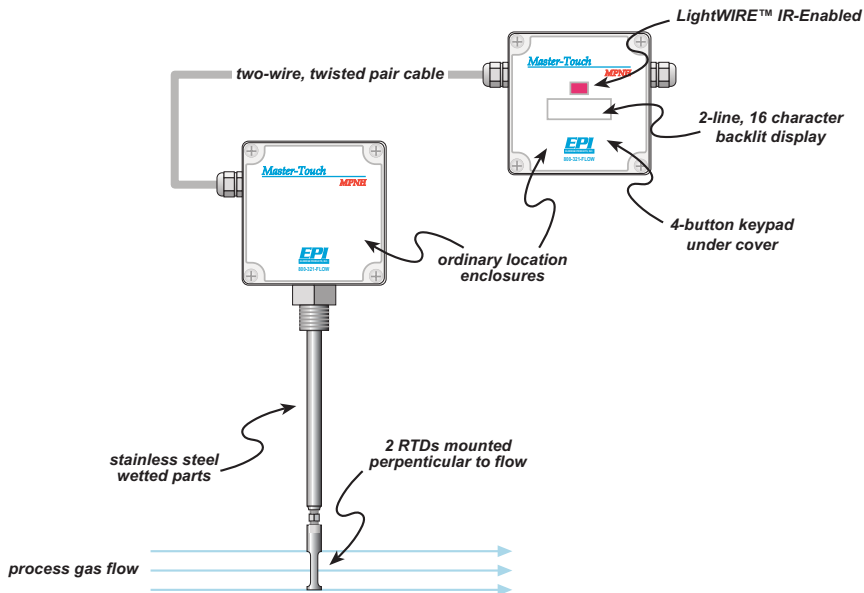 LightWIRE™ IR-Enabled
two-wire, twisted pair cable
Master-Touch
MPNH
2-line, 16 character
backlit display
EPI
800-321-FLOW
Master-Touch
MPNH
4-button keypad
under cover
ordinary location
enclosures
EPI
800-321-FLOW
stainless steel
wetted parts
2 RTDs mounted
perpenticular to flow
process gas flow